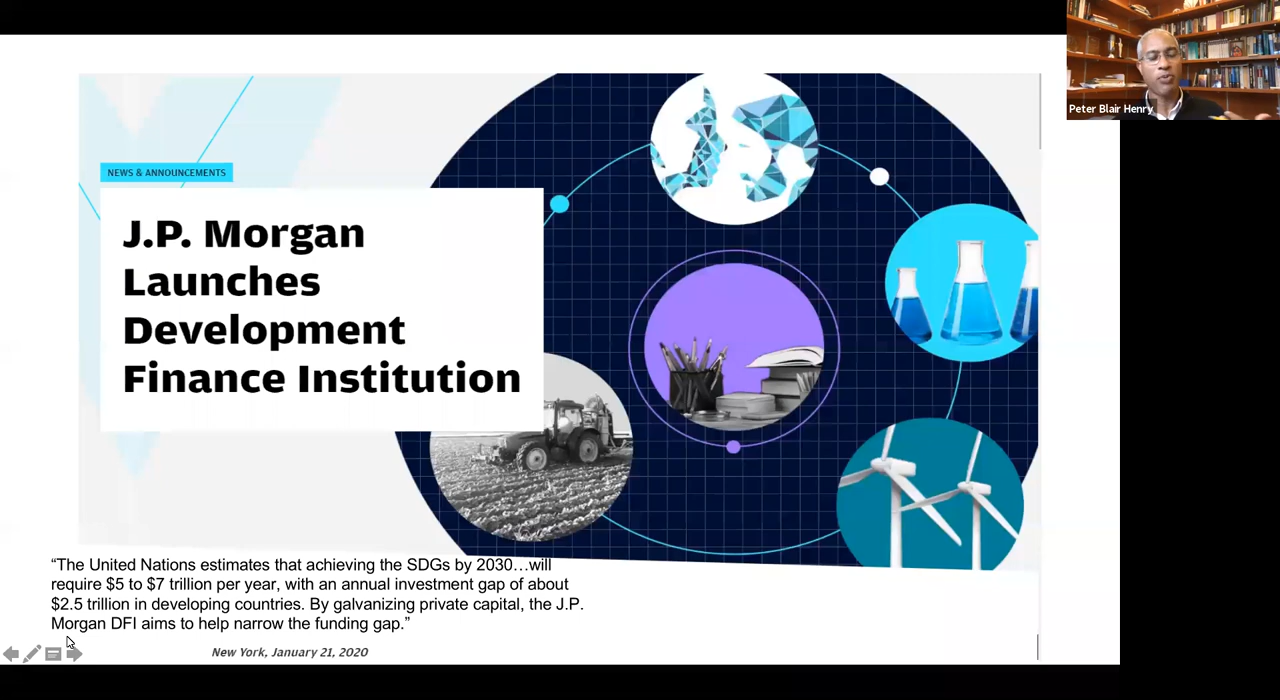 Peter Blair Henry
NEWS & ANNOUNCEMENTS
J.P. Morgan
Launches
Development
Finance Institution
“The United Nations estimates that achieving the SDGs by 2030…will
require $5 to $7 trillion per year, with an annual investment gap of about
$2.5 trillion in developing countries. By galvanizing private capital, the J.P.
Morgan DFI aims to help narrow the funding gap.”
New York, January 21, 2020